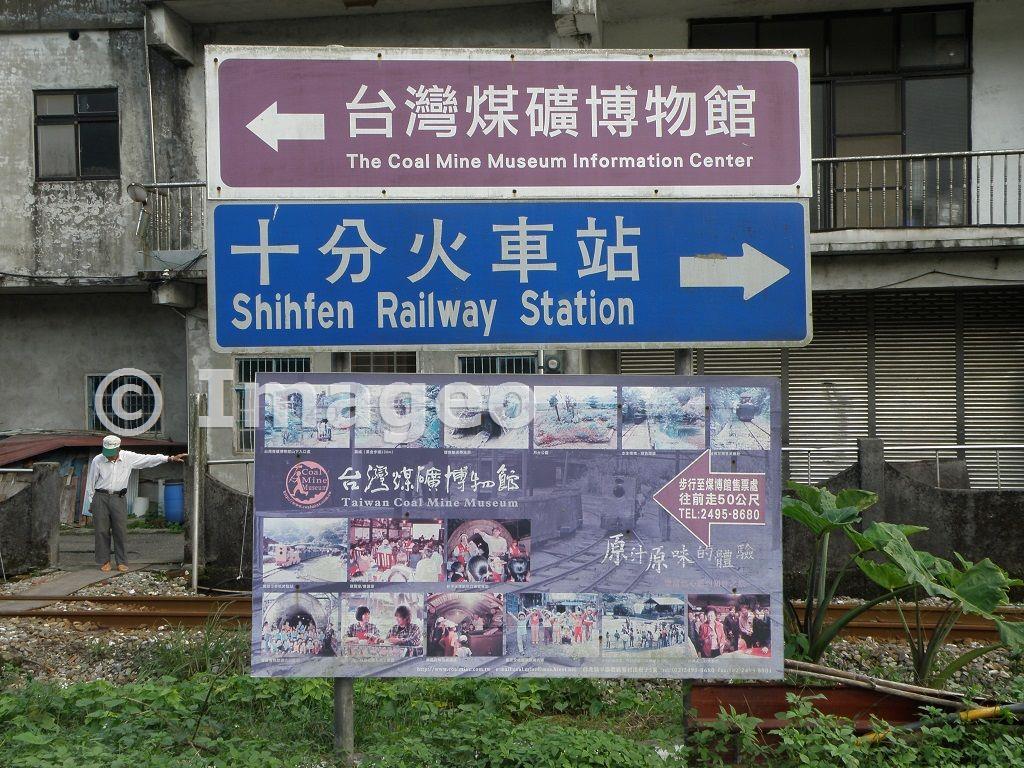 台灣煤礦博物館
The Coal Mine Museum Information Center
十分火車站
Shihfen Railway Station
© Imageo
Coal Mine
Museum
台灣煤礦博物館
Taiwan Coal Mine Museum
步行至煤博館售票處
往前走50公尺
TEL:2495-8680
原汁原味的體驗